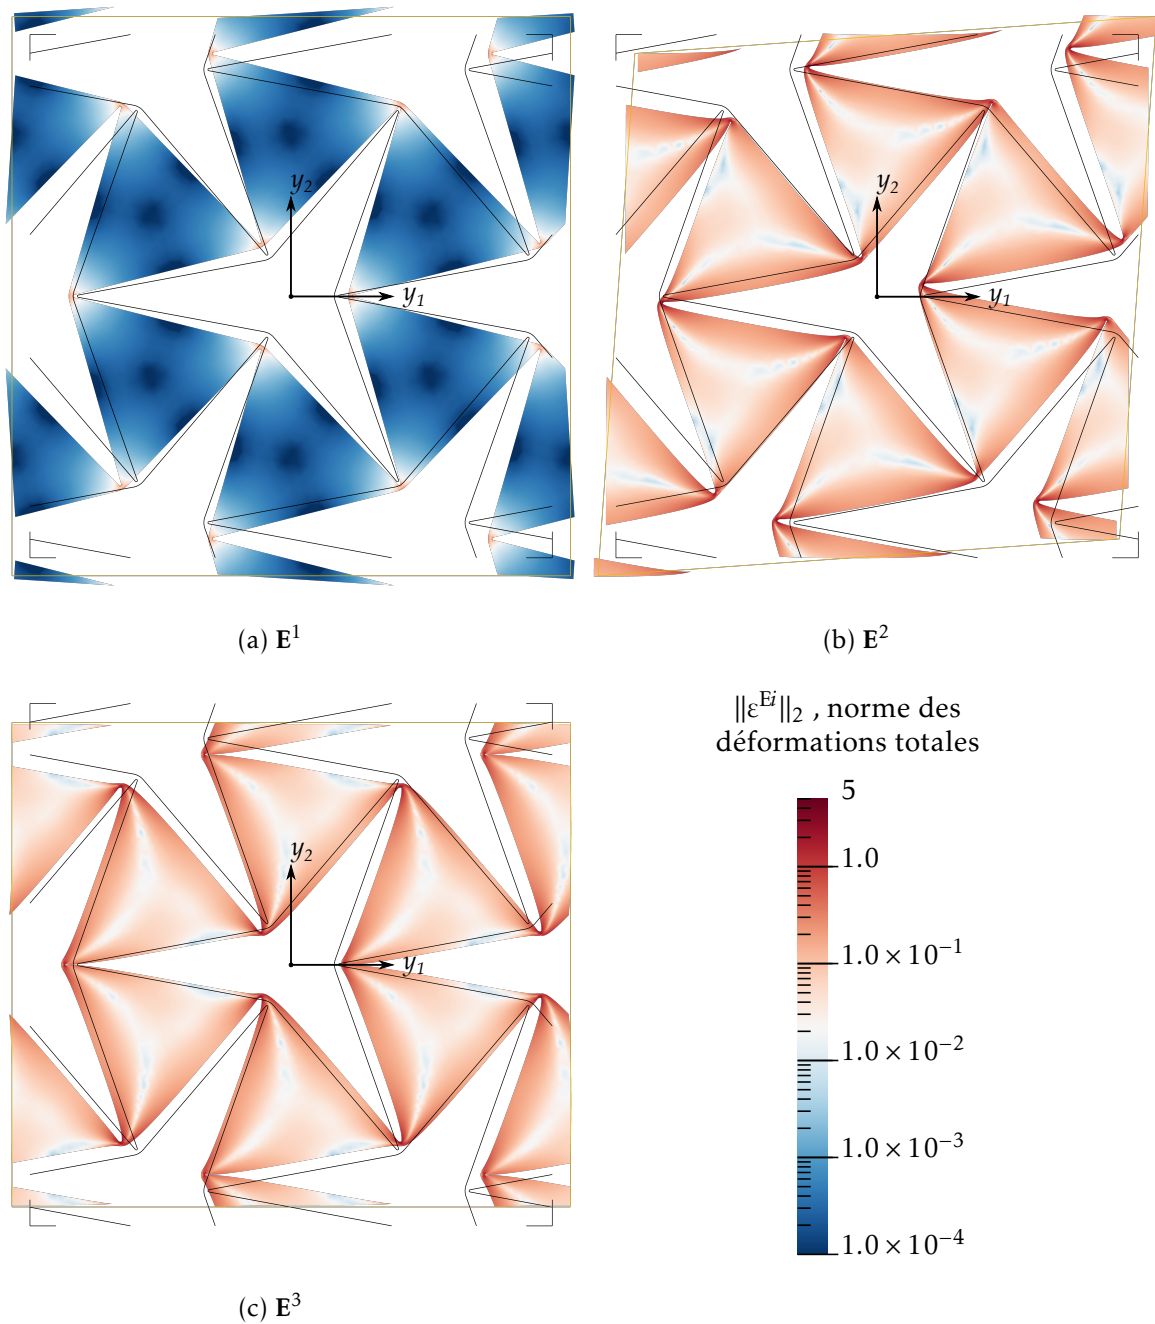 y₂
y₁
y₂
y₁
(a) E¹
(b) E²
y₂
y₁
(c) E³
‖ε^{Ei}‖₂ , norme des
déformations totales
5
1.0
1.0 × 10⁻¹
1.0 × 10⁻²
1.0 × 10⁻³
1.0 × 10⁻⁴